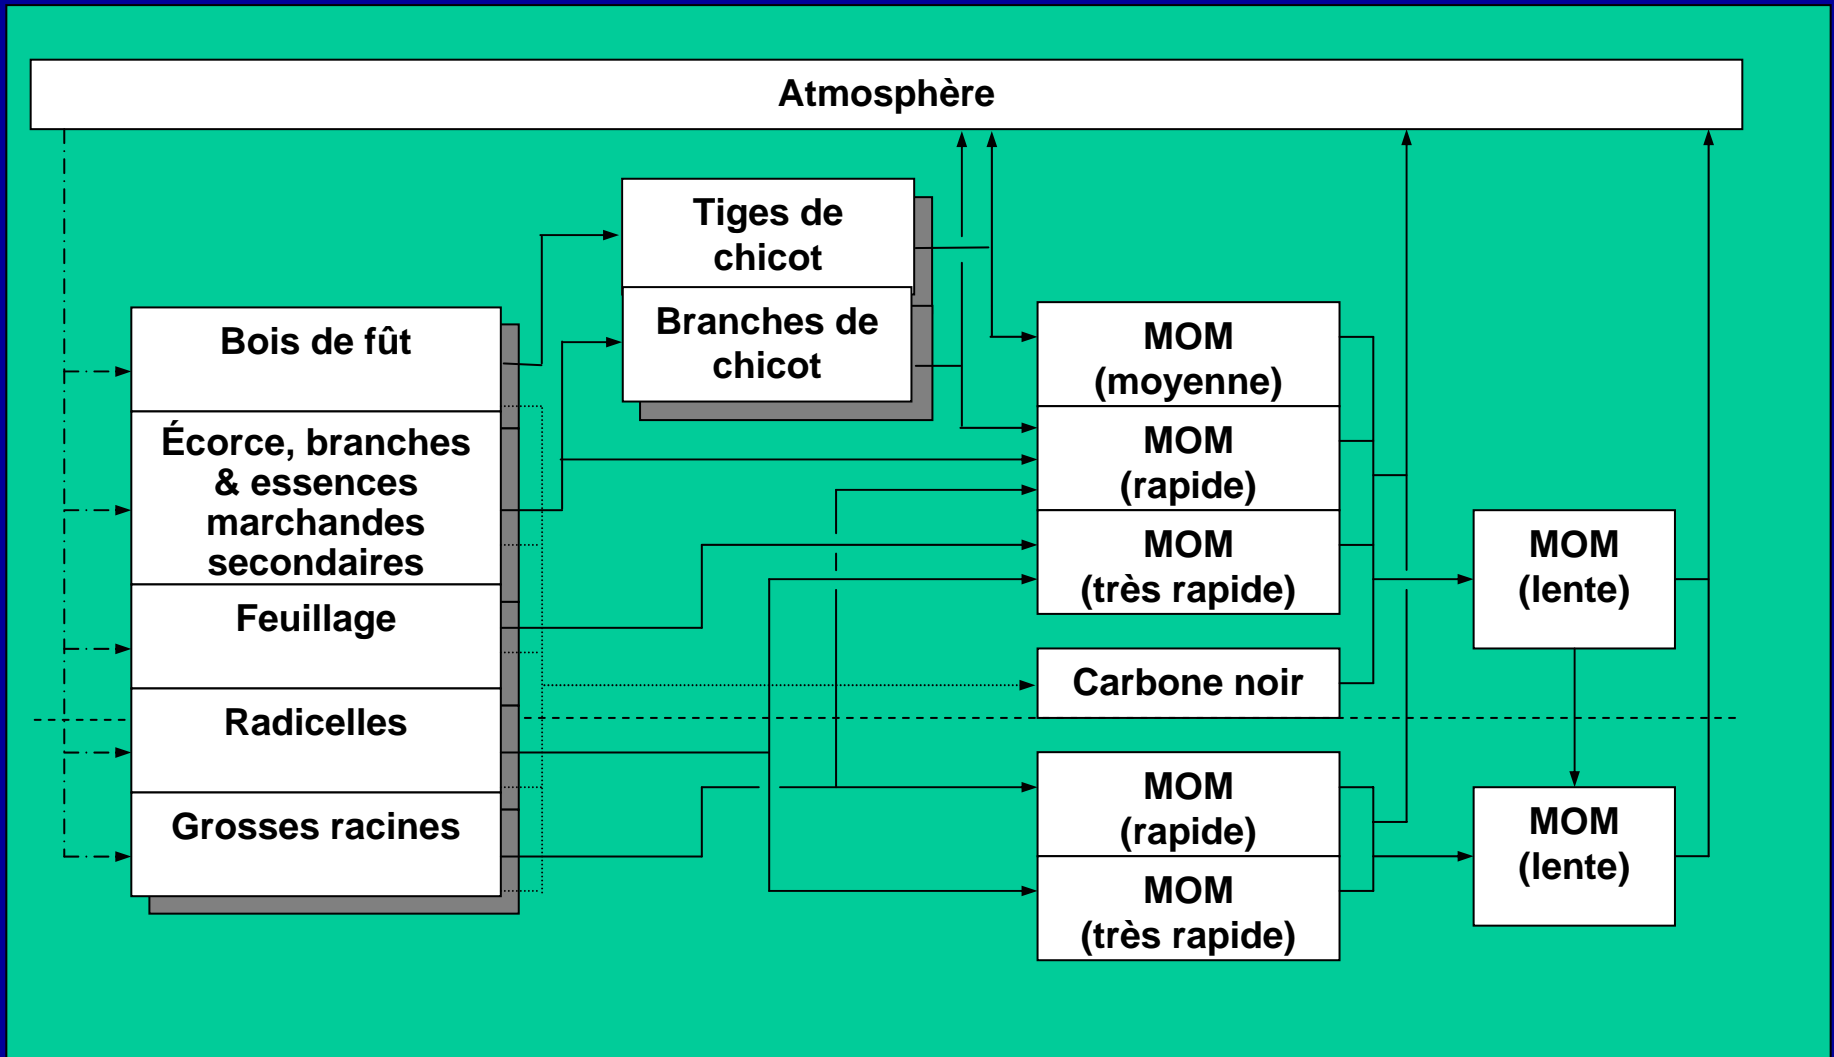 Atmosphère
Tiges de
chicot
Branches de
chicot
Bois de fût
Écorce, branches
& essences
marchandes
secondaires
Feuillage
Radicelles
Grosses racines
MOM
(moyenne)
MOM
(rapide)
MOM
(très rapide)
Carbone noir
MOM
(rapide)
MOM
(très rapide)
MOM
(lente)
MOM
(lente)